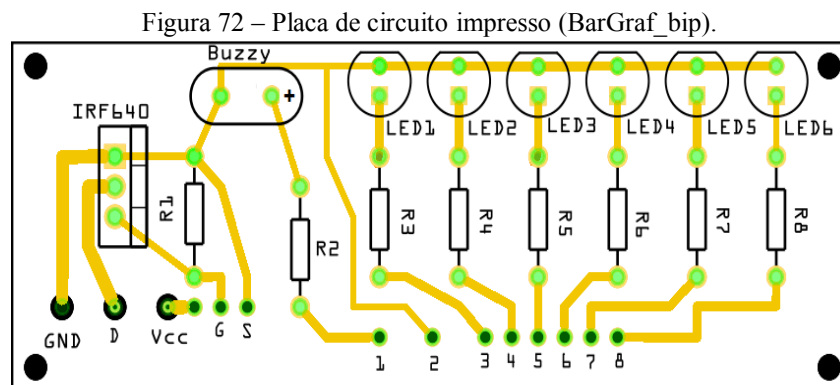 Figura 72 – Placa de circuito impresso (BarGraf_bip).
Buzzy
+
IRF640
LED1 LED2 LED3 LED4 LED5 LED6
R1 R2 R3 R4 R5 R6 R7 R8
GND D Vcc G S
1 2 3 4 5 6 7 8